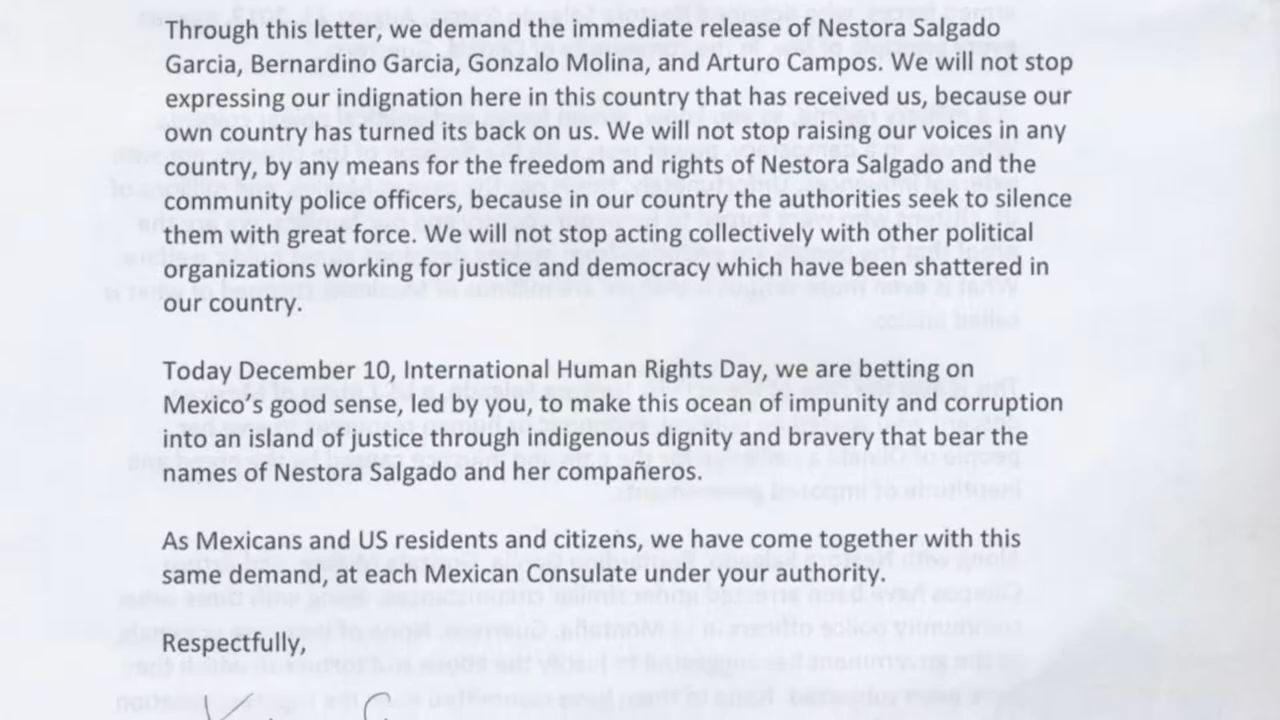 Through this letter, we demand the immediate release of Nestora Salgado
Garcia, Bernardino Garcia, Gonzalo Molina, and Arturo Campos. We will not stop
expressing our indignation here in this country that has received us, because our
own country has turned its back on us. We will not stop raising our voices in any
country, by any means for the freedom and rights of Nestora Salgado and the
community police officers, because in our country the authorities seek to silence
them with great force. We will not stop acting collectively with other political
organizations working for justice and democracy which have been shattered in
our country.
Today December 10, International Human Rights Day, we are betting on
Mexico's good sense, led by you, to make this ocean of impunity and corruption
into an island of justice through indigenous dignity and bravery that bear the
names of Nestora Salgado and her compañeros.
As Mexicans and US residents and citizens, we have come together with this
same demand, at each Mexican Consulate under your authority.
Respectfully,